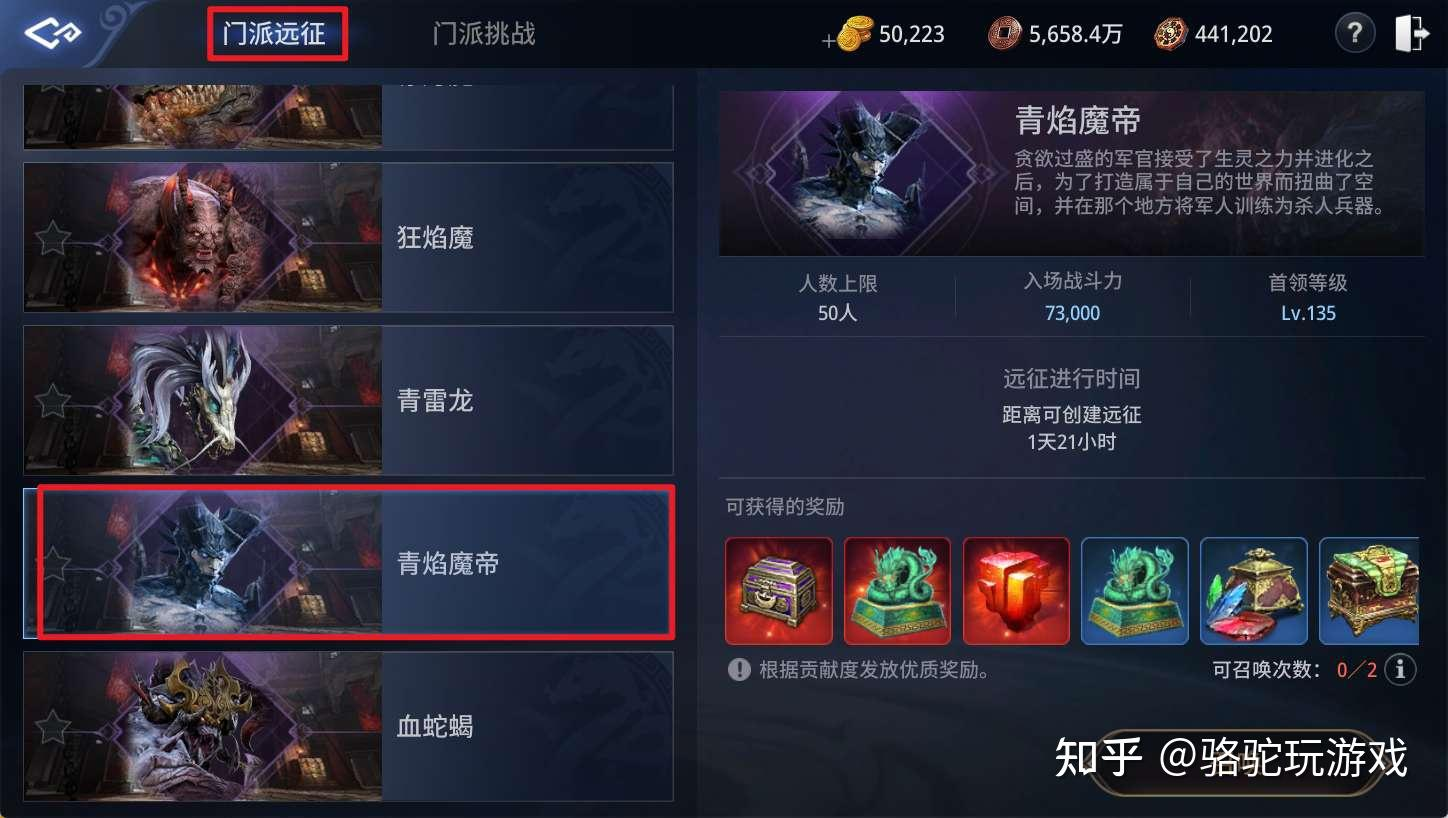 门派远征
门派挑战
50,223
5,658.4万
441,202
?
狂焰魔
青雷龙
青焰魔帝
血蛇蝎
青焰魔帝
贪欲过盛的军官接受了生灵之力并进化之
后，为了打造属于自己的世界而扭曲了空
间，并在那个地方将军人训练为杀人兵器。
人数上限
50人
入场战斗力
73,000
首领等级
Lv.135
远征进行时间
距离可创建远征
1天21小时
可获得的奖励
根据贡献度发放优质奖励。
可召唤次数： 0/2
知乎 @骆驼玩游戏